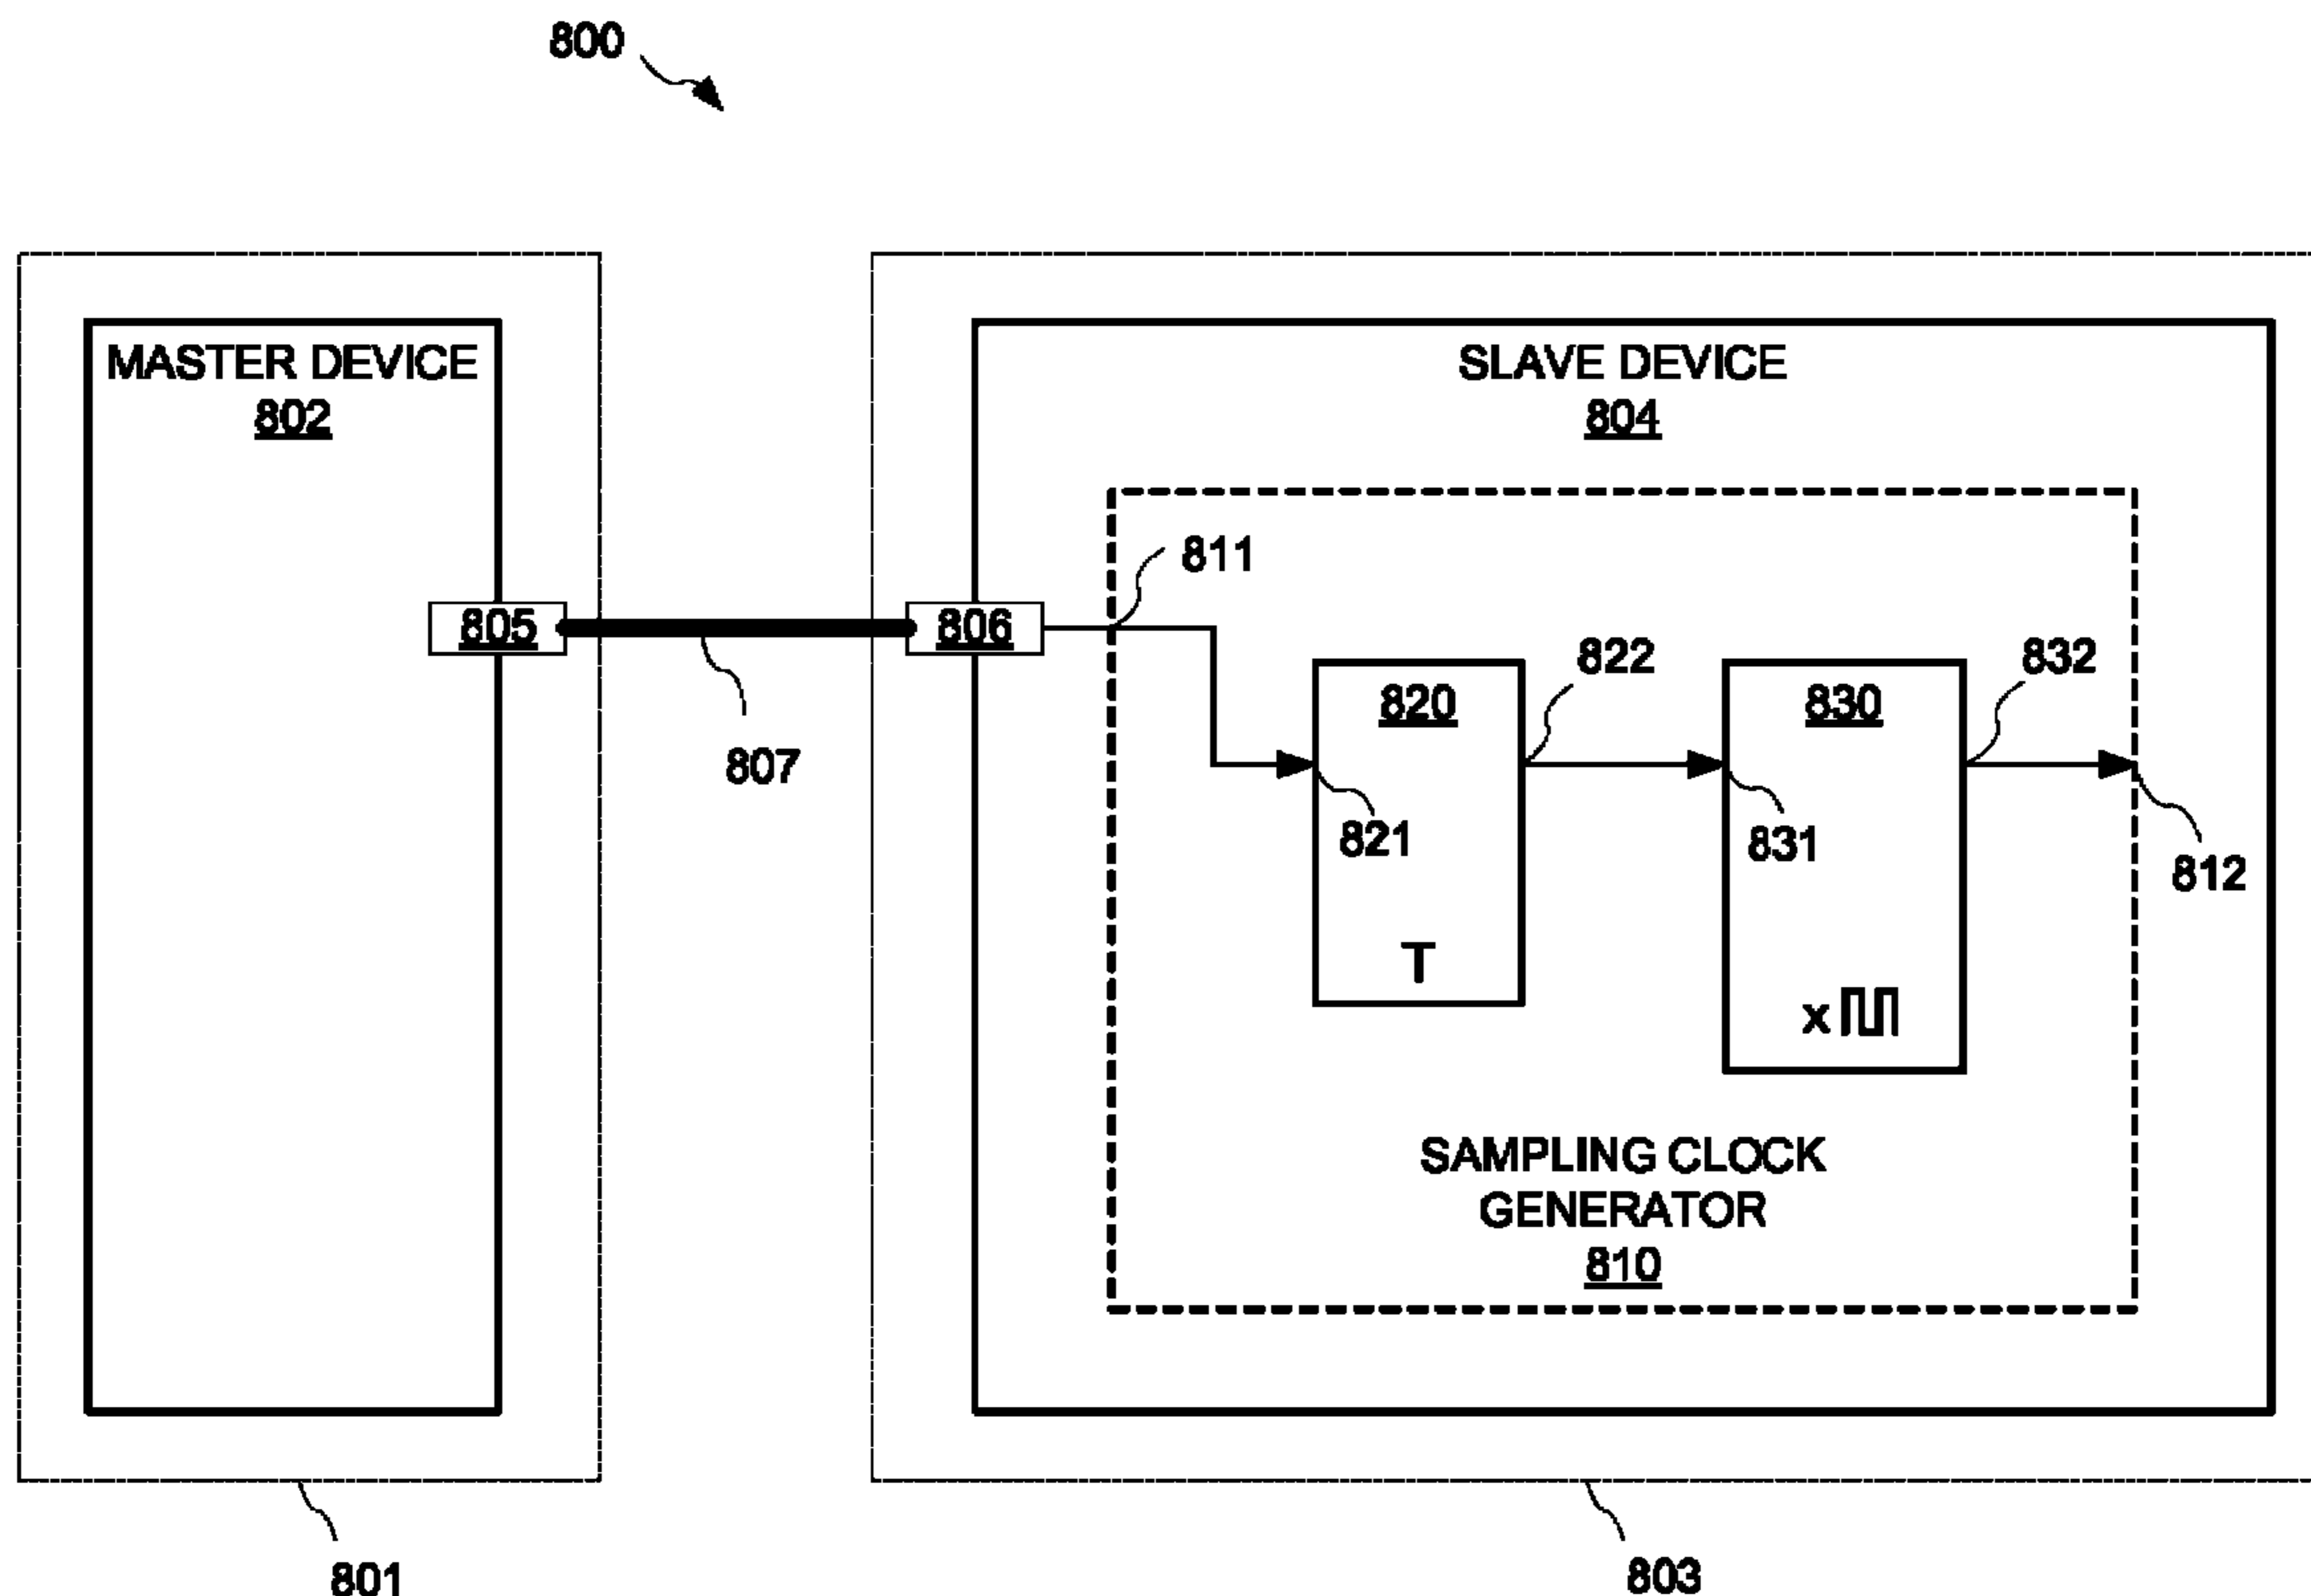 800
MASTER DEVICE
802
SLAVE DEVICE
804
811
805
806
822
832
820
830
807
821
831
812
T
x
SAMPLING CLOCK
GENERATOR
810
801
803